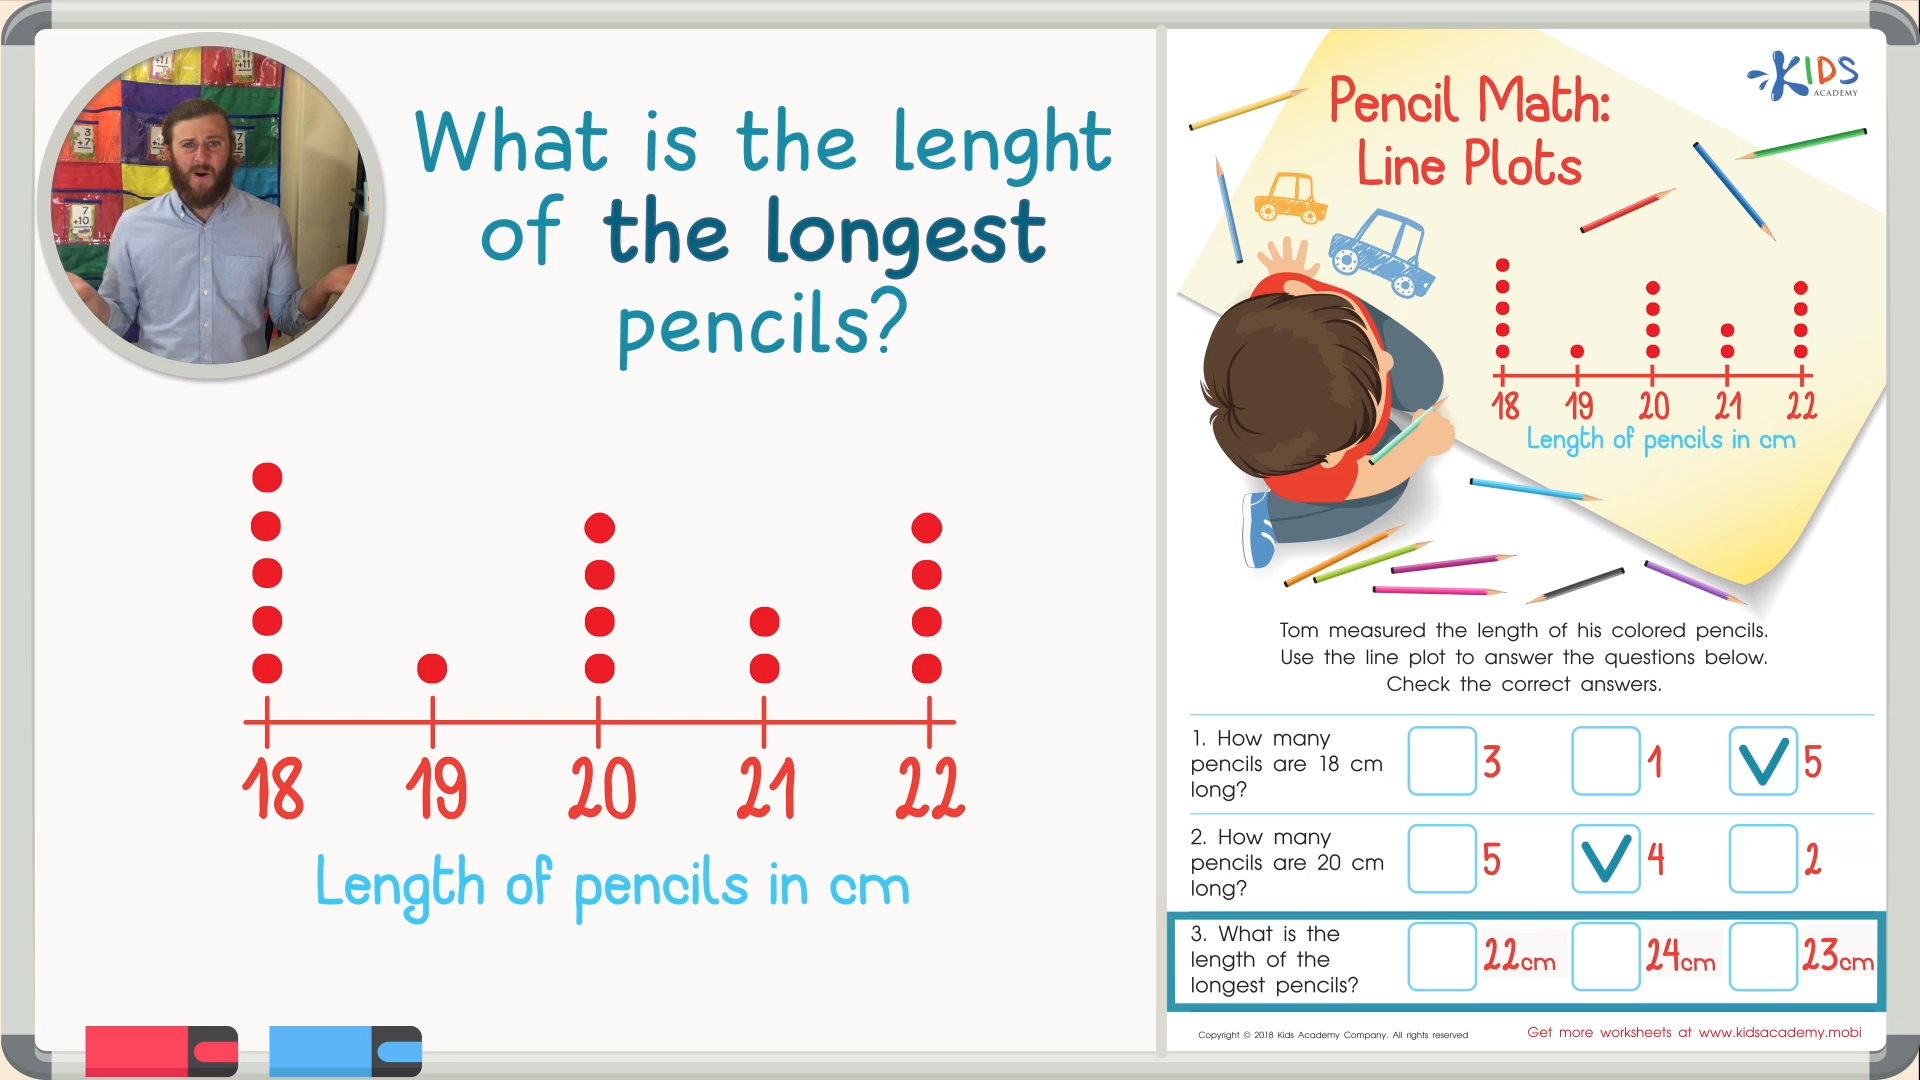 What is the lenght
of the longest
pencils?
18 19 20 21 22
Length of pencils in cm
KIDS
ACADEMY
Pencil Math:
Line Plots
18 19 20 21 22
Length of pencils in cm
Tom measured the length of his colored pencils.
Use the line plot to answer the questions below.
Check the correct answers.
1. How many
pencils are 18 cm
long?
3 1 5
2. How many
pencils are 20 cm
long?
5 4 2
3. What is the
length of the
longest pencils?
22cm 24cm 23cm
Copyright © 2018 Kids Academy Company. All rights reserved
Get more worksheets at www.kidsacademy.mobi
3
+7
7
+10